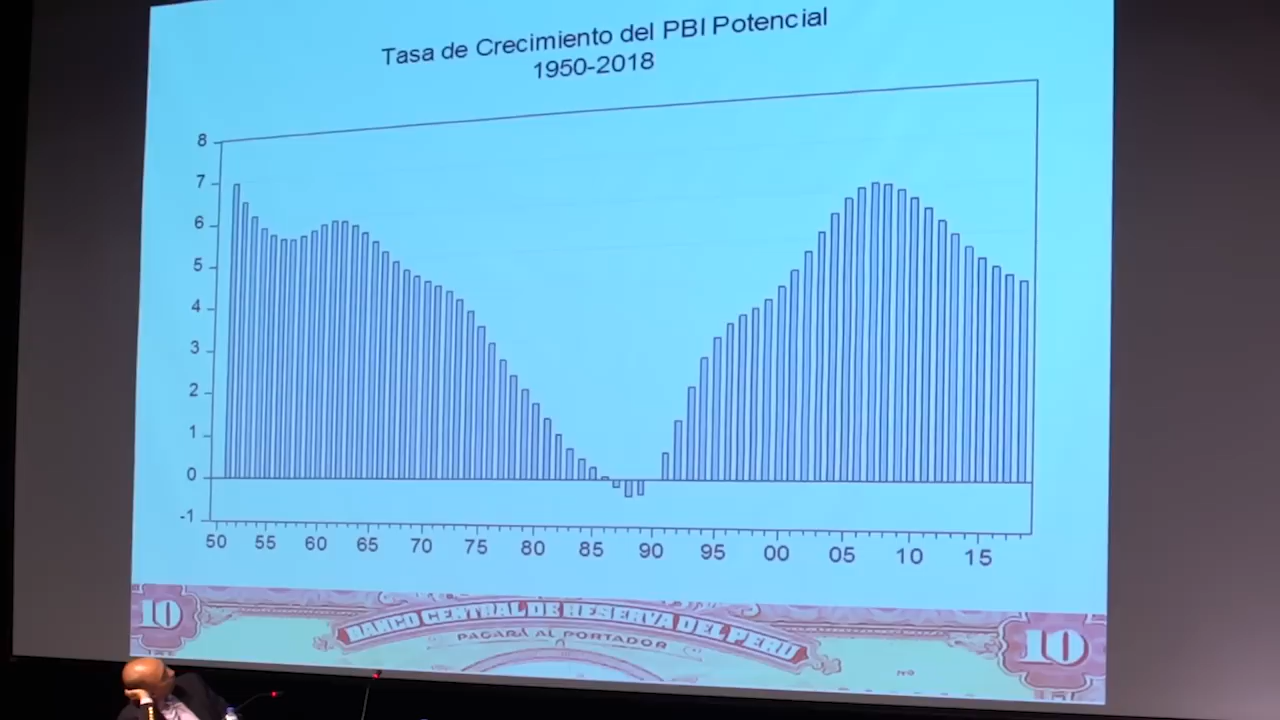 Tasa de Crecimiento del PBI Potencial
1950-2018
8
7
6
5
4
3
2
1
0
-1
50 55 60 65 70 75 80 85 90 95 00 05 10 15
10 BANCO CENTRAL DE RESERVA DEL PERU 10
PAGARÁ AL PORTADOR
Nº